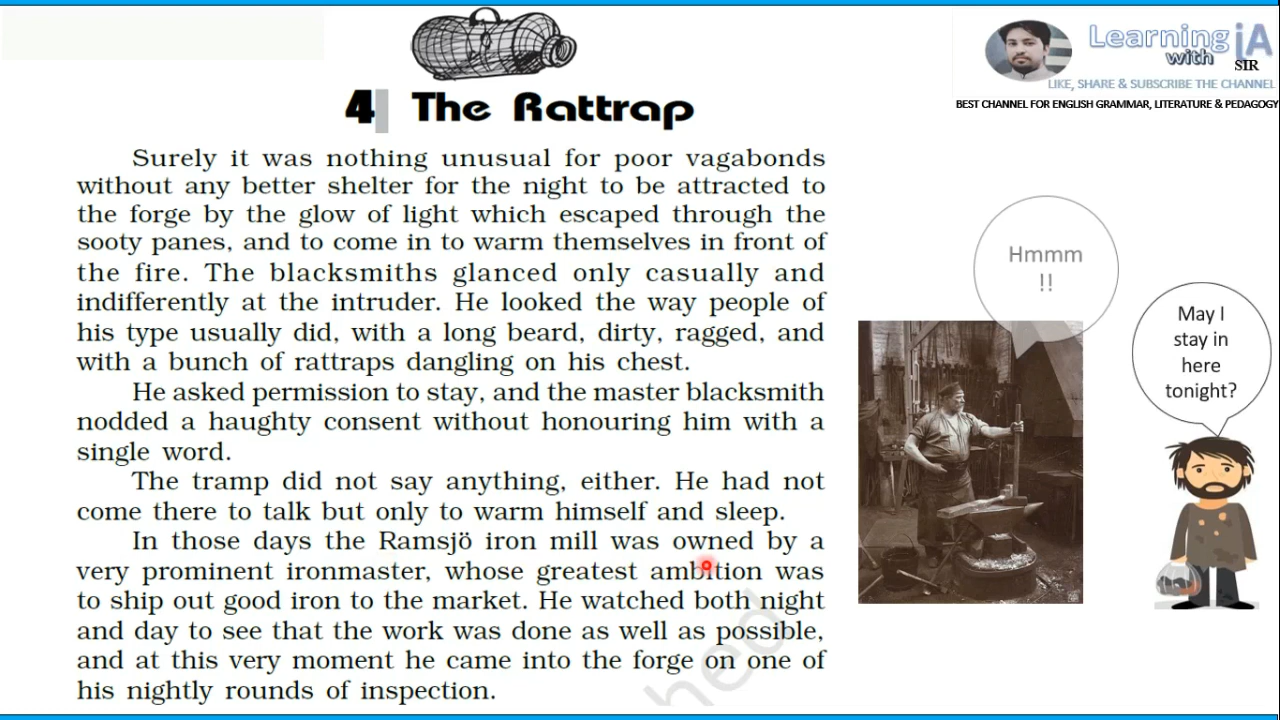 4 The Rattrap
Surely it was nothing unusual for poor vagabonds
without any better shelter for the night to be attracted to
the forge by the glow of light which escaped through the
sooty panes, and to come in to warm themselves in front of
the fire. The blacksmiths glanced only casually and
indifferently at the intruder. He looked the way people of
his type usually did, with a long beard, dirty, ragged, and
with a bunch of rattraps dangling on his chest.
He asked permission to stay, and the master blacksmith
nodded a haughty consent without honouring him with a
single word.
The tramp did not say anything, either. He had not
come there to talk but only to warm himself and sleep.
In those days the Ramsjö iron mill was owned by a
very prominent ironmaster, whose greatest ambition was
to ship out good iron to the market. He watched both night
and day to see that the work was done as well as possible,
and at this very moment he came into the forge on one of
his nightly rounds of inspection.
Learning
with iA
SIR
LIKE, SHARE & SUBSCRIBE THE CHANNEL
BEST CHANNEL FOR ENGLISH GRAMMAR, LITERATURE & PEDAGOGY
Hmmm
!!
May I
stay in
here
tonight?